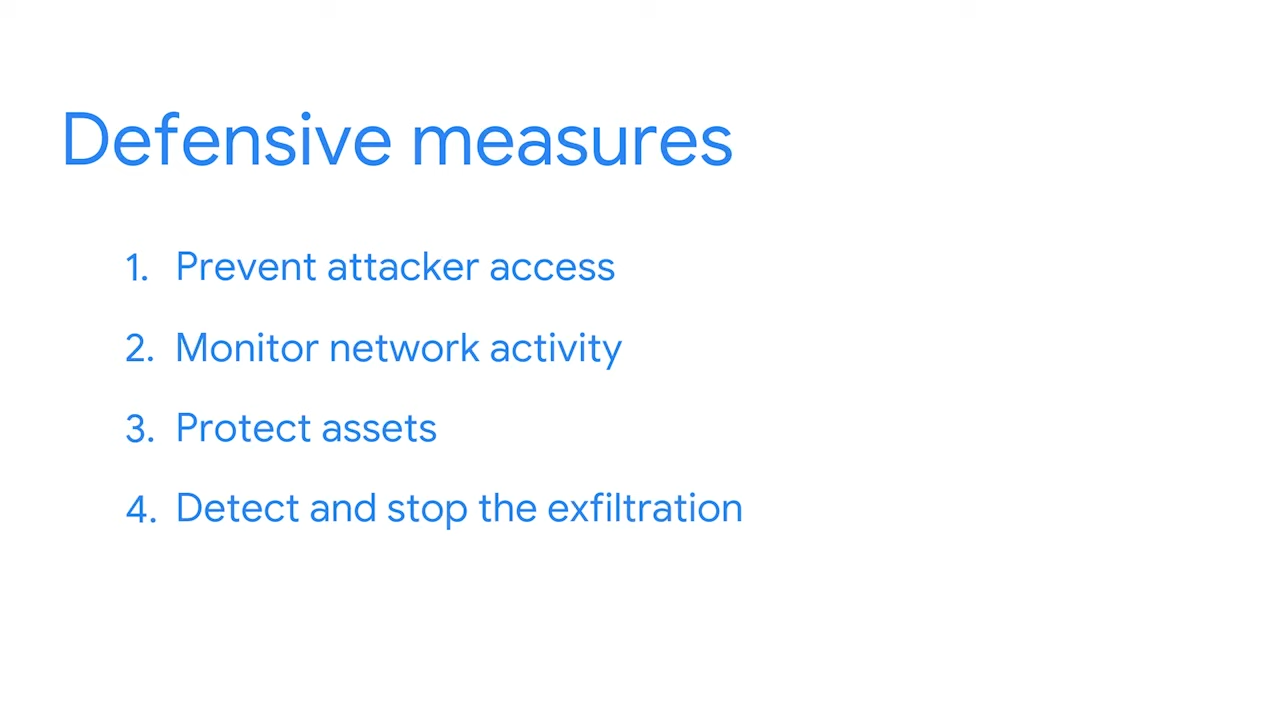 Defensive measures
1. Prevent attacker access
2. Monitor network activity
3. Protect assets
4. Detect and stop the exfiltration